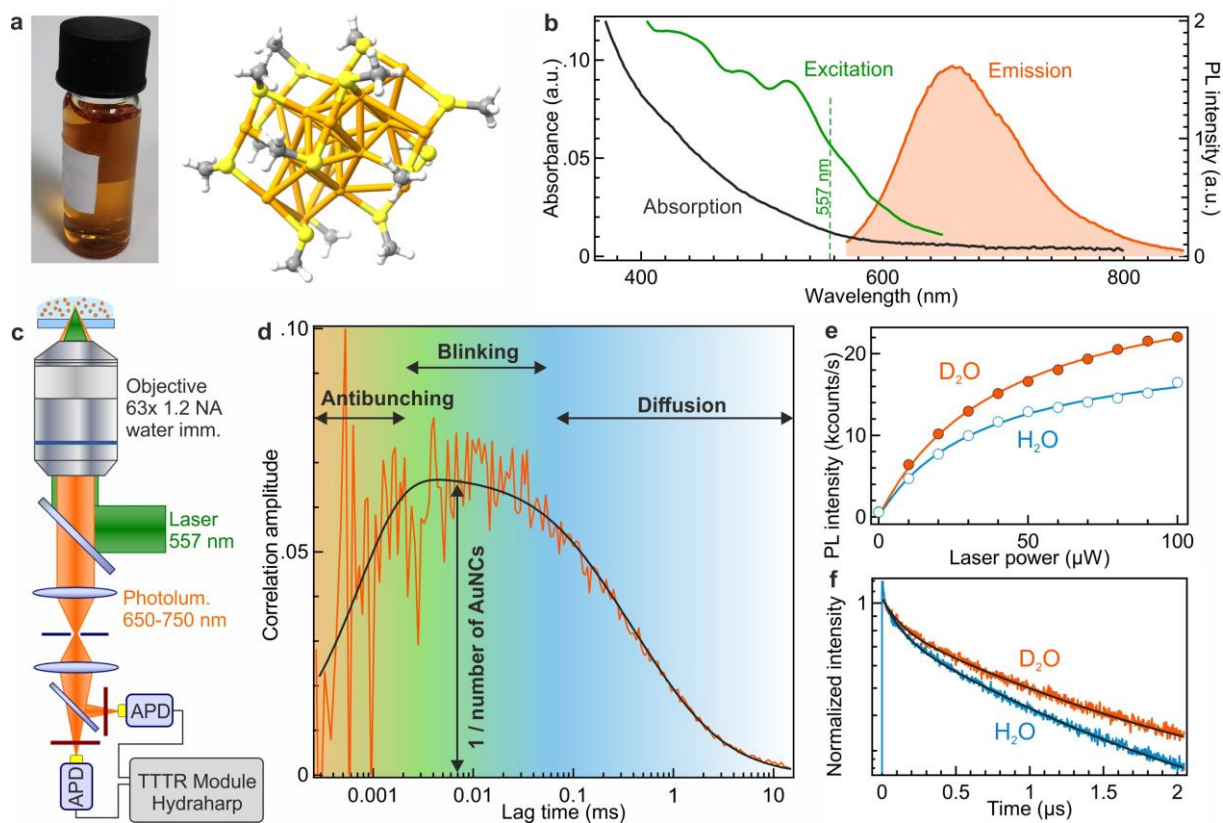 a
b
.10
.05
0
Absorbance (a.u.)
Excitation
Emission
Absorption
557 nm
2
1
0
PL intensity (a.u.)
400
600
800
Wavelength (nm)
c
Objective
63x 1.2 NA
water imm.
Laser
557 nm
Photolum.
650-750 nm
APD
APD
TTTR Module
Hydraharp
d
.10
.05
0
Correlation amplitude
Blinking
Antibunching
Diffusion
1 / number of AuNCs
0.001
0.01
0.1
1
10
Lag time (ms)
e
20
10
0
PL intensity (kcounts/s)
D₂O
H₂O
0
50
100
Laser power (µW)
f
Normalized intensity
1
D₂O
H₂O
0
0.5
1
1.5
2
Time (µs)